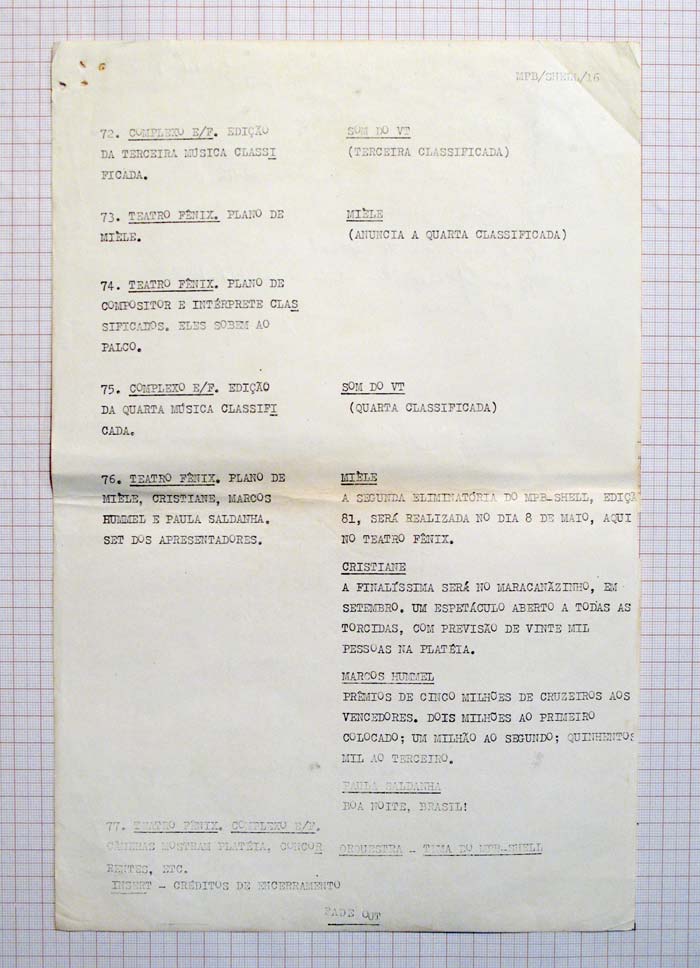 MPB/SHELL/16
72. COMPLEXO E/F. EDIÇÃO
DA TERCEIRA MÚSICA CLASSI
FICADA.
SOM DO VT
(TERCEIRA CLASSIFICADA)
73. TEATRO FÊNIX. PLANO DE
MIÈLE.
MIÈLE
(ANUNCIA A QUARTA CLASSIFICADA)
74. TEATRO FÊNIX. PLANO DE
COMPOSITOR E INTÉRPRETE CLAS
SIFICADOS. ELES SOBEM AO
PALCO.
75. COMPLEXO E/F. EDIÇÃO
DA QUARTA MÚSICA CLASSIFI
CADA.
SOM DO VT
(QUARTA CLASSIFICADA)
76. TEATRO FÊNIX. PLANO DE
MIÈLE, CRISTIANE, MARCOS
HUMMEL E PAULA SALDANHA.
SET DOS APRESENTADORES.
MIÈLE
A SEGUNDA ELIMINATÓRIA DO MPB-SHELL, EDIÇÃ
81, SERÁ REALIZADA NO DIA 8 DE MAIO, AQUI
NO TEATRO FÊNIX.
CRISTIANE
A FINALÍSSIMA SERÁ NO MARACANÃZINHO, EM
SETEMBRO. UM ESPETÁCULO ABERTO A TODAS AS
TORCIDAS, COM PREVISÃO DE VINTE MIL
PESSOAS NA PLATÉIA.
MARCOS HUMMEL
PRÊMIOS DE CINCO MILHÕES DE CRUZEIROS AOS
VENCEDORES. DOIS MILHÕES AO PRIMEIRO
COLOCADO; UM MILHÃO AO SEGUNDO; QUINHENTOS
MIL AO TERCEIRO.
PAULA SALDANHA
BOA NOITE, BRASIL!
77. TEATRO FÊNIX. COMPLEXO E/F.
CÂMERAS MOSTRAM PLATÉIA, CONCOR
RENTES, ETC.
INSERT - CRÉDITOS DE ENCERRAMENTO
ORQUESTRA - TEMA DO MPB-SHELL
FADE OUT